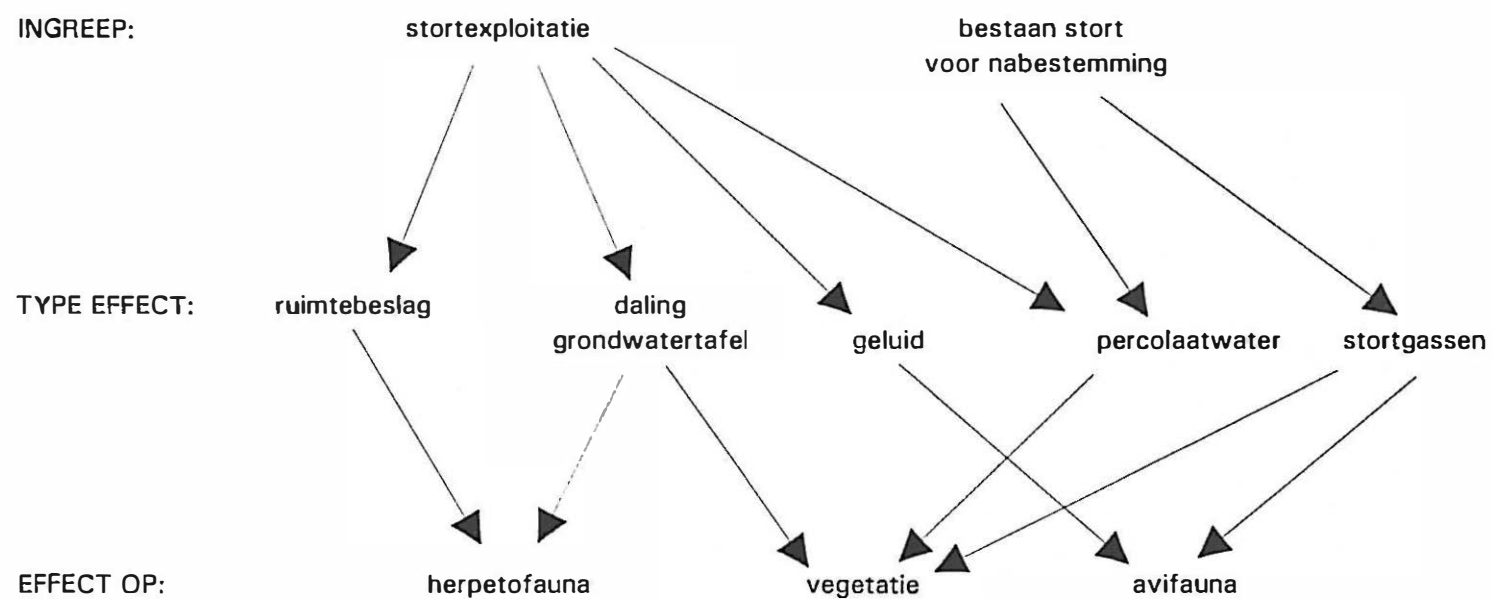 INGREEP: stortexploitatie bestaan stort
voor nabestemming
TYPE EFFECT: ruimtebeslag daling
grondwatertafel geluid percolaatwater stortgassen
EFFECT OP: herpetofauna vegetatie avifauna